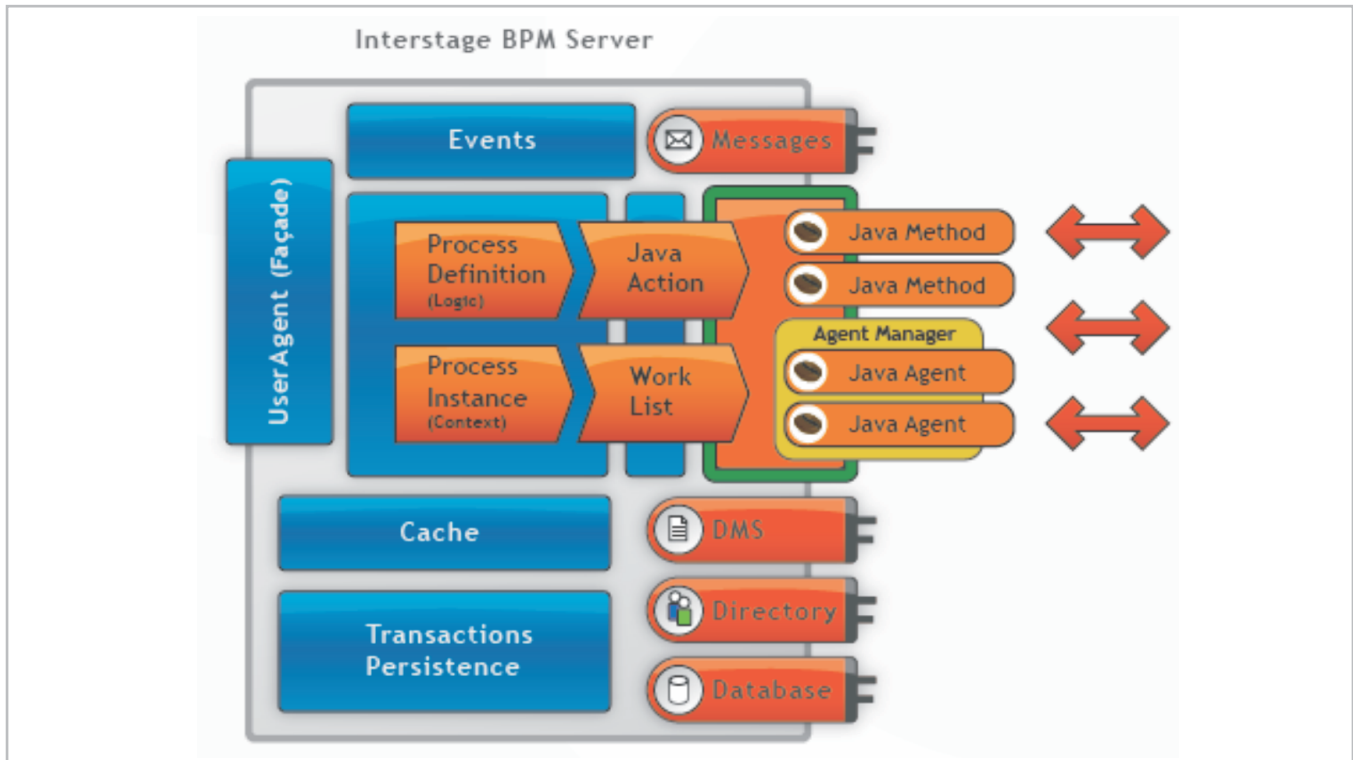 Interstage BPM Server
Events
Messages
UserAgent (Façade)
Process
Definition
(Logic)
Java
Action
Java Method
Java Method
Agent Manager
Process
Instance
(Context)
Work
List
Java Agent
Java Agent
Cache
DMS
Transactions
Persistence
Directory
Database